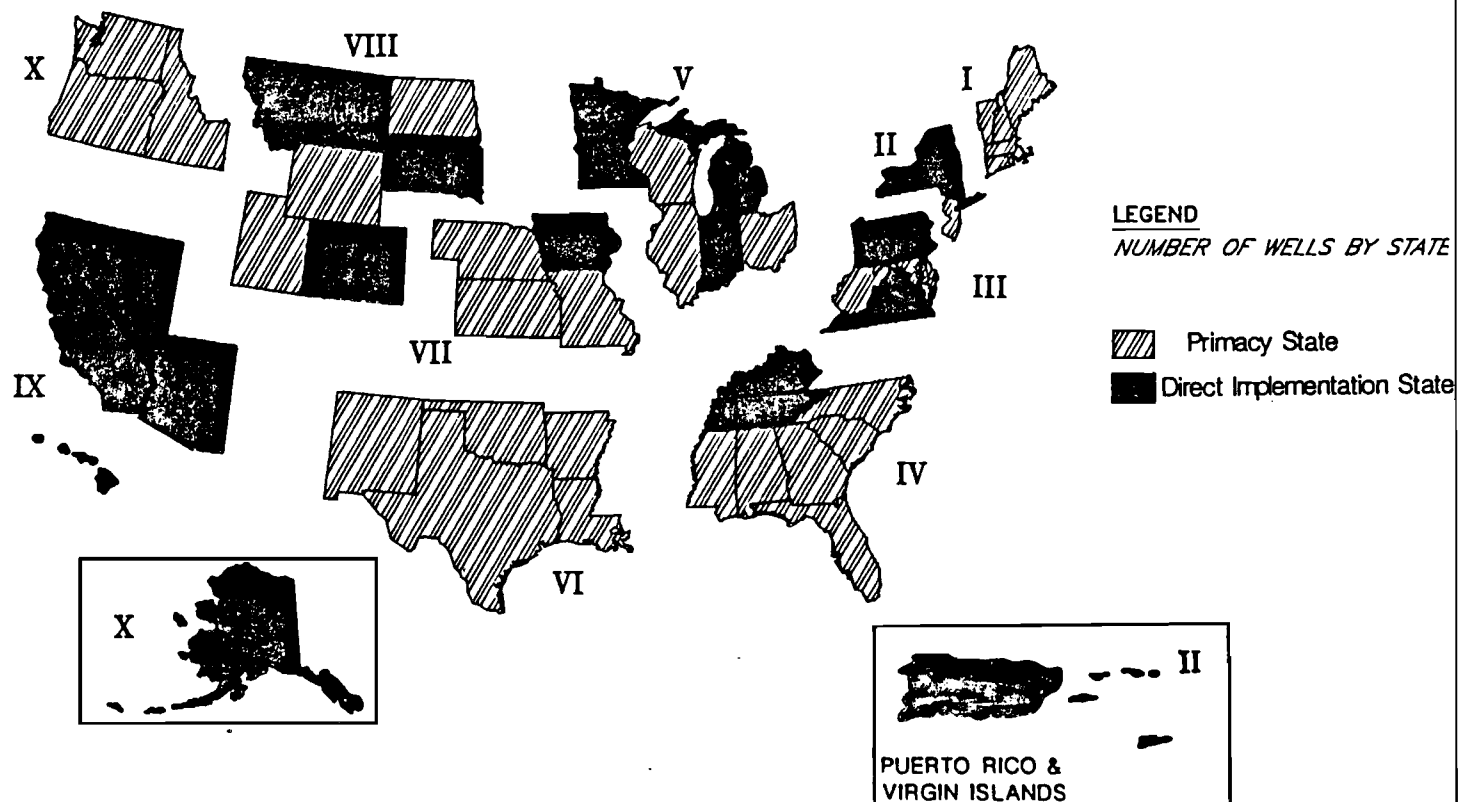 VIII
X
V
I
II
LEGEND
NUMBER OF WELLS BY STATE
III
Primacy State
VII
Direct Implementation State
IX
IV
VI
X
II
PUERTO RICO &
VIRGIN ISLANDS